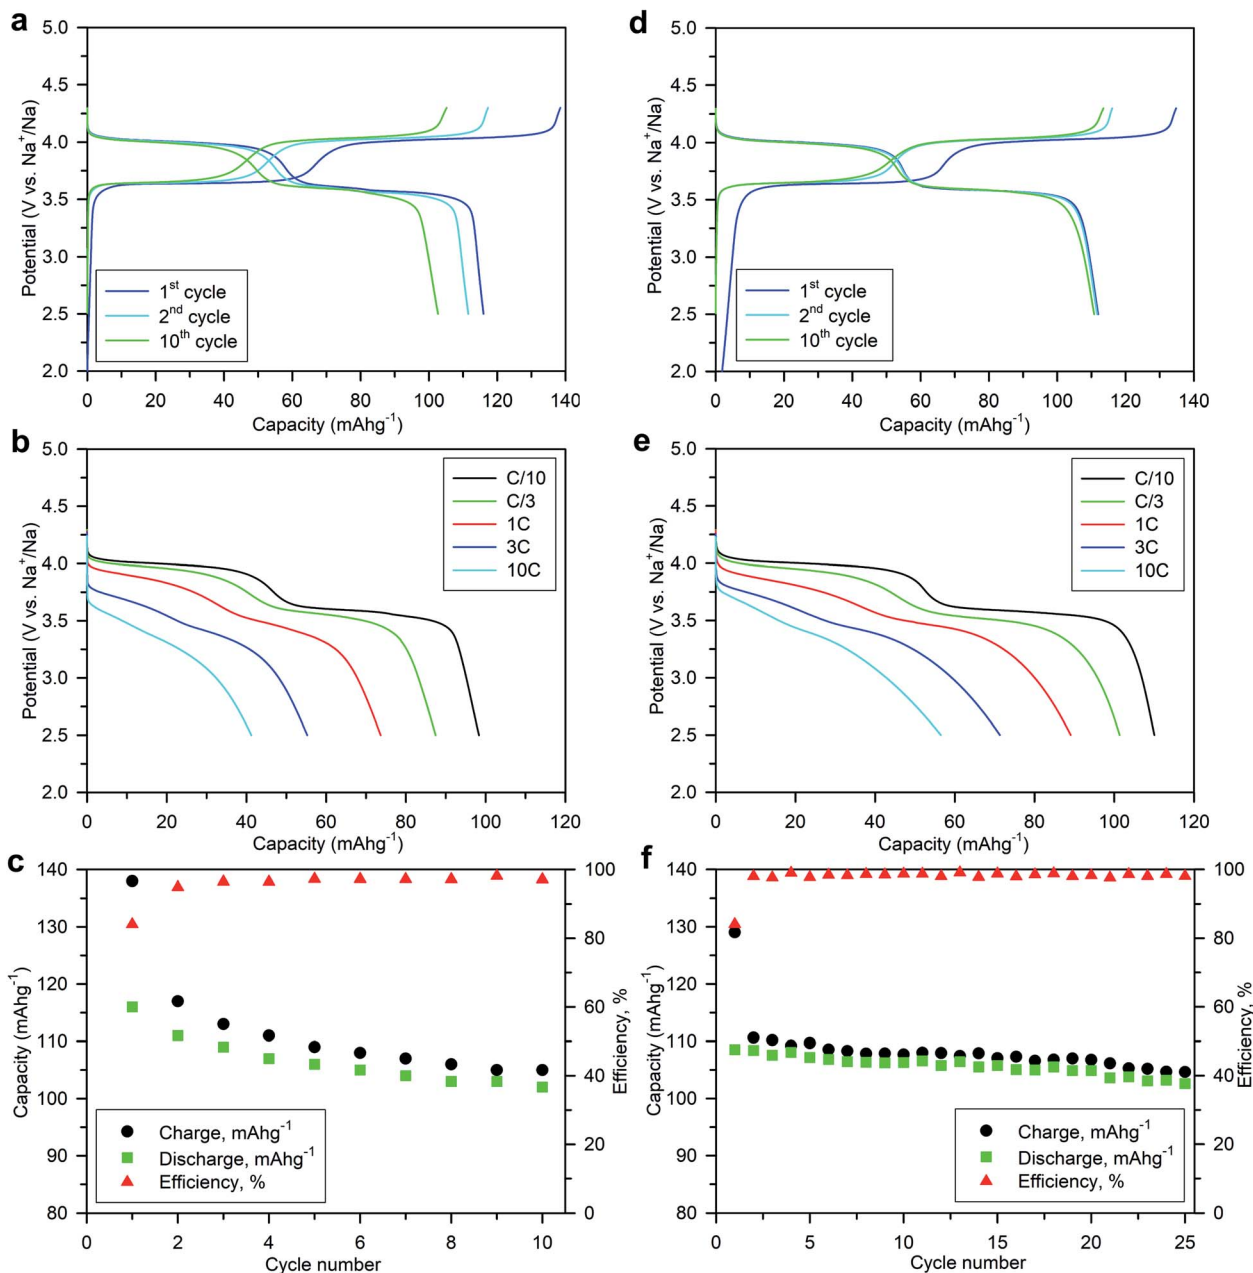 a
5.0
4.5
4.0
3.5
3.0
2.5
2.0
Potential (V vs. Na⁺/Na)
1ˢᵗ cycle
2ⁿᵈ cycle
10ᵗʰ cycle
0 20 40 60 80 100 120 140
Capacity (mAhg⁻¹)
d
5.0
4.5
4.0
3.5
3.0
2.5
2.0
Potential (V vs. Na⁺/Na)
1ˢᵗ cycle
2ⁿᵈ cycle
10ᵗʰ cycle
0 20 40 60 80 100 120 140
Capacity (mAhg⁻¹)
b
5.0
4.5
4.0
3.5
3.0
2.5
2.0
Potential (V vs. Na⁺/Na)
C/10
C/3
1C
3C
10C
0 20 40 60 80 100 120
Capacity (mAhg⁻¹)
e
5.0
4.5
4.0
3.5
3.0
2.5
2.0
Potential (V vs. Na⁺/Na)
C/10
C/3
1C
3C
10C
0 20 40 60 80 100 120
Capacity (mAhg⁻¹)
c
140
130
120
110
100
90
80
Capacity (mAhg⁻¹)
Charge, mAhg⁻¹
Discharge, mAhg⁻¹
Efficiency, %
100
80
60
40
20
0
Efficiency, %
0 2 4 6 8 10
Cycle number
f
140
130
120
110
100
90
80
Capacity (mAhg⁻¹)
Charge, mAhg⁻¹
Discharge, mAhg⁻¹
Efficiency, %
100
80
60
40
20
0
Efficiency, %
0 5 10 15 20 25
Cycle number